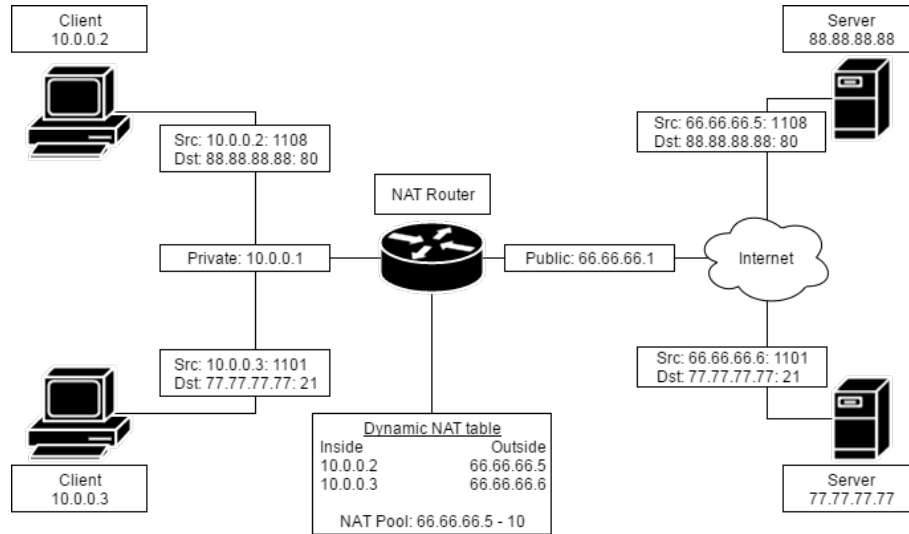 Client
10.0.0.2
Server
88.88.88.88
Src: 10.0.0.2: 1108
Dst: 88.88.88.88: 80
Src: 66.66.66.5: 1108
Dst: 88.88.88.88: 80
NAT Router
Private: 10.0.0.1
Public: 66.66.66.1
Internet
Src: 10.0.0.3: 1101
Dst: 77.77.77.77: 21
Src: 66.66.66.6: 1101
Dst: 77.77.77.77: 21
Dynamic NAT table
Inside Outside
10.0.0.2 66.66.66.5
10.0.0.3 66.66.66.6
NAT Pool: 66.66.66.5 - 10
Client
10.0.0.3
Server
77.77.77.77